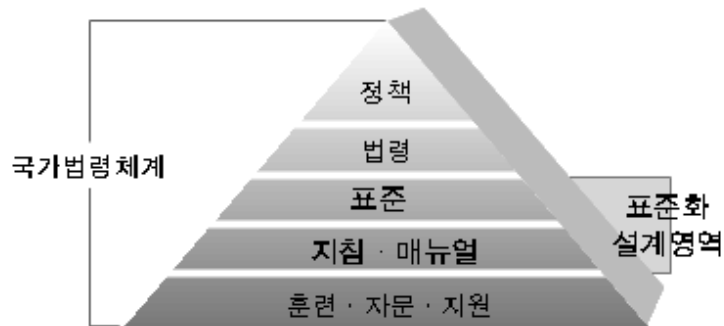 정책
법령
국가법령체계
표준
표준화
설계영역
지침 · 매뉴얼
훈련 · 자문 · 지원